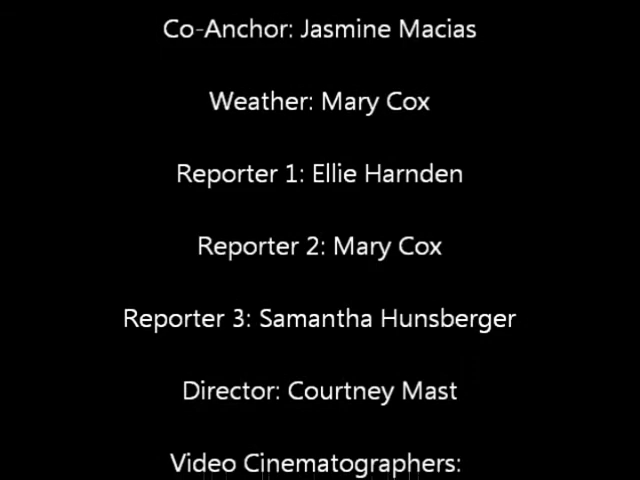 Co-Anchor: Jasmine Macias
Weather: Mary Cox
Reporter 1: Ellie Harnden
Reporter 2: Mary Cox
Reporter 3: Samantha Hunsberger
Director: Courtney Mast
Video Cinematographers: